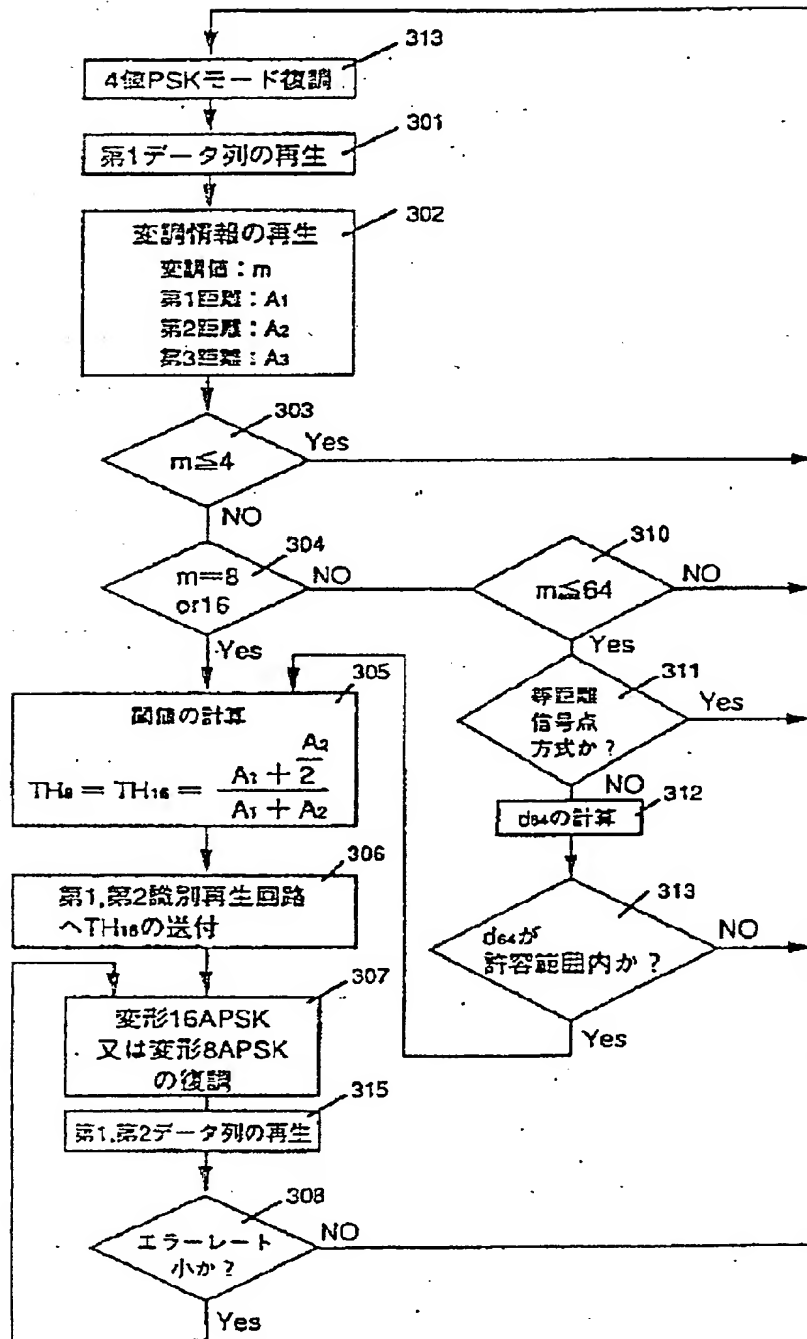 313
4値PSKモード復調
301
第1データ列の再生
302
変調情報の再生
変調値：m
第1距離：A1
第2距離：A2
第3距離：A3
303
m≦4
Yes
NO
304
m=8
or16
NO
Yes
310
m≦64
NO
Yes
311
等距離
信号点
方式か？
Yes
NO
305
閾値の計算
TH8 = TH16 = (A1 + A2/2) / (A1 + A2)
312
d64の計算
306
第1,第2識別再生回路
へTH16の送付
313
d64が
許容範囲内か？
NO
Yes
307
変形16APSK
又は変形8APSK
の復調
315
第1,第2データ列の再生
308
エラーレート
小か？
NO
Yes